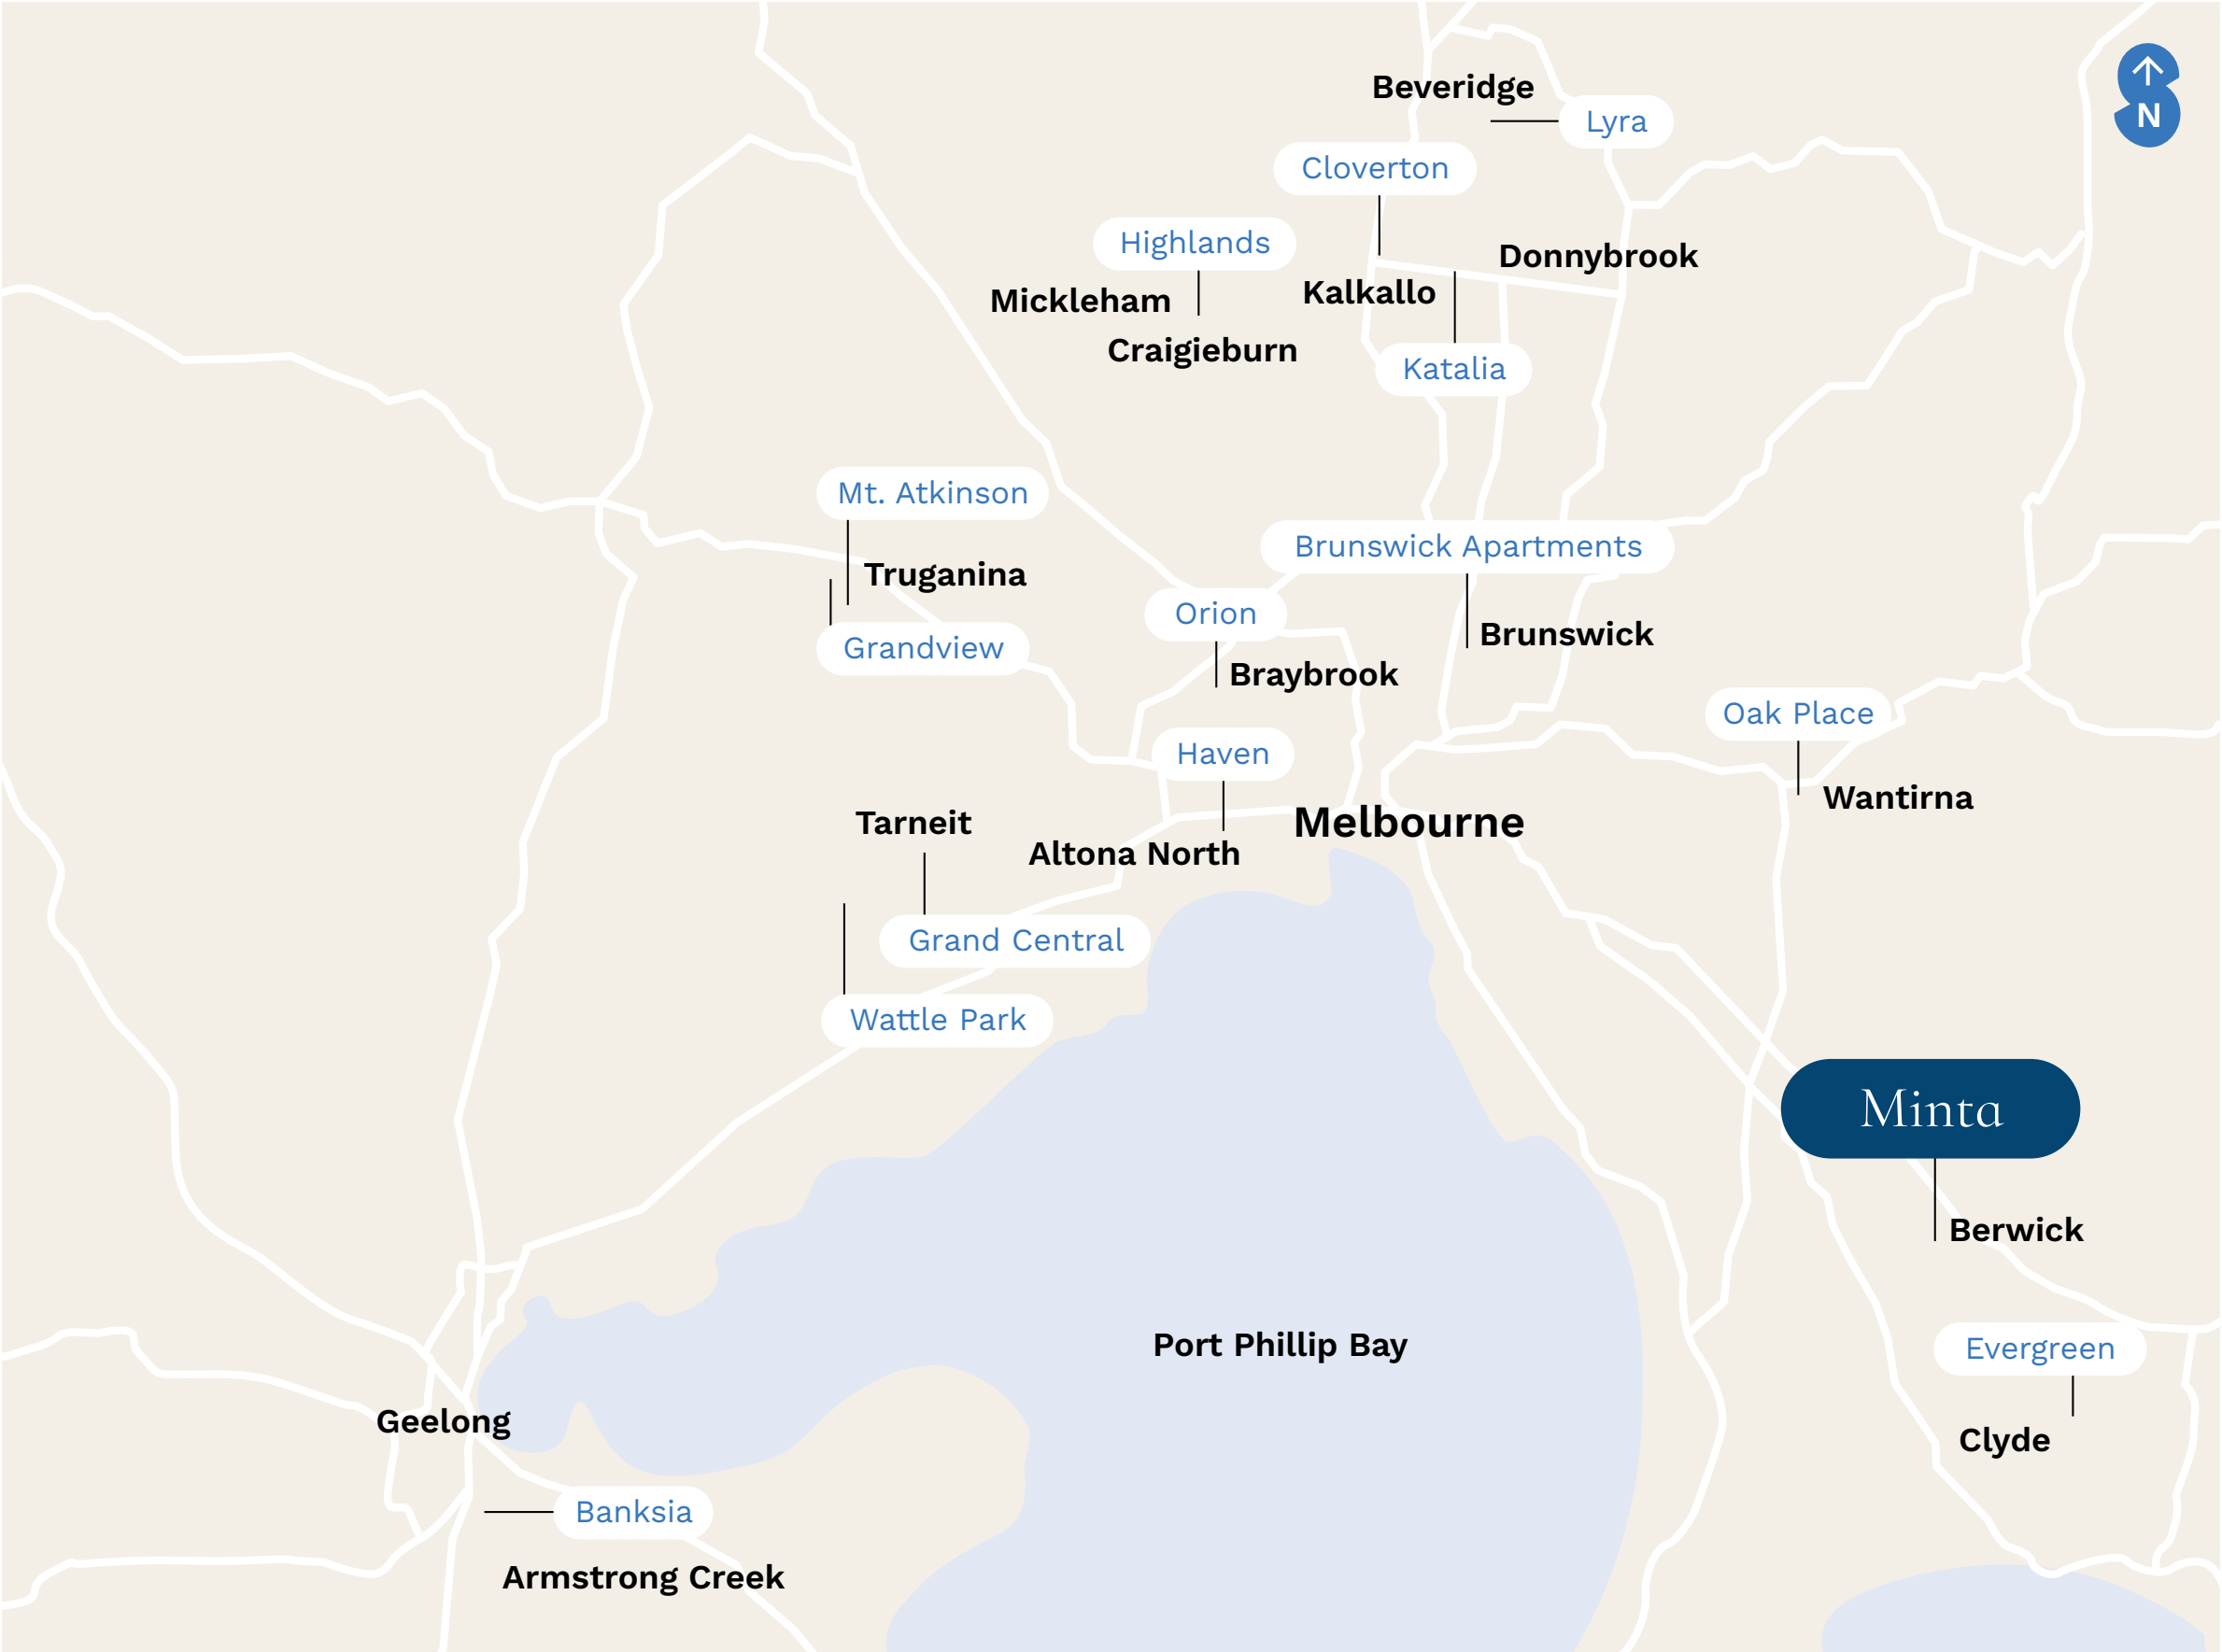 Beveridge
Lyra
N
Cloverton
Highlands
Donnybrook
Mickleham
Kalkallo
Craigieburn
Katalia
Mt. Atkinson
Brunswick Apartments
Truganina
Orion
Brunswick
Grandview
Braybrook
Oak Place
Haven
Wantirna
Tarneit
Melbourne
Altona North
Grand Central
Wattle Park
Minta
Berwick
Port Phillip Bay
Evergreen
Geelong
Clyde
Banksia
Armstrong Creek